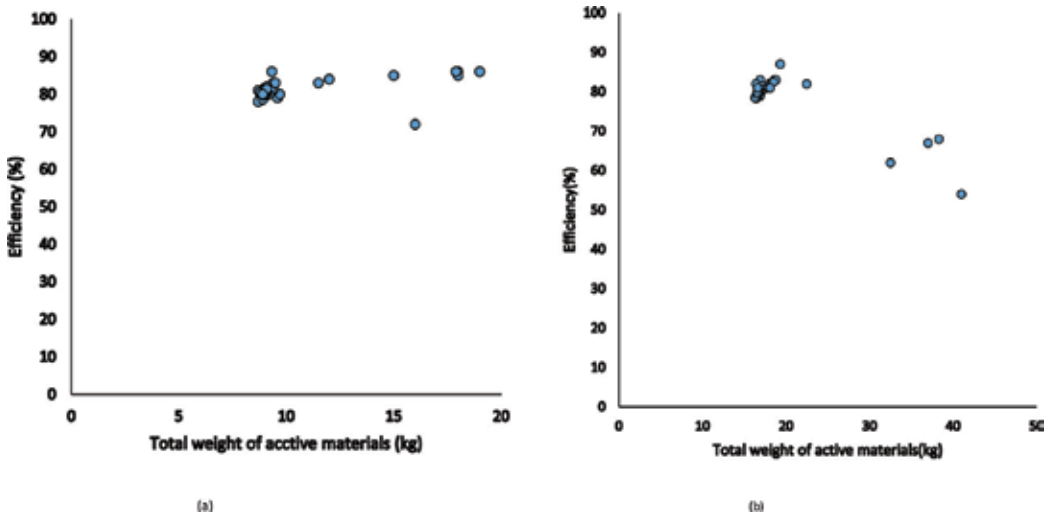 100
90
80
70
60
50
40
30
20
10
0
Efficiency (%)
0 5 10 15 20
Total weight of acctive materials (kg)
(a)
100
90
80
70
60
50
40
30
20
10
0
Efficiency(%)
0 10 20 30 40 50
Total weight of active materials(kg)
(b)